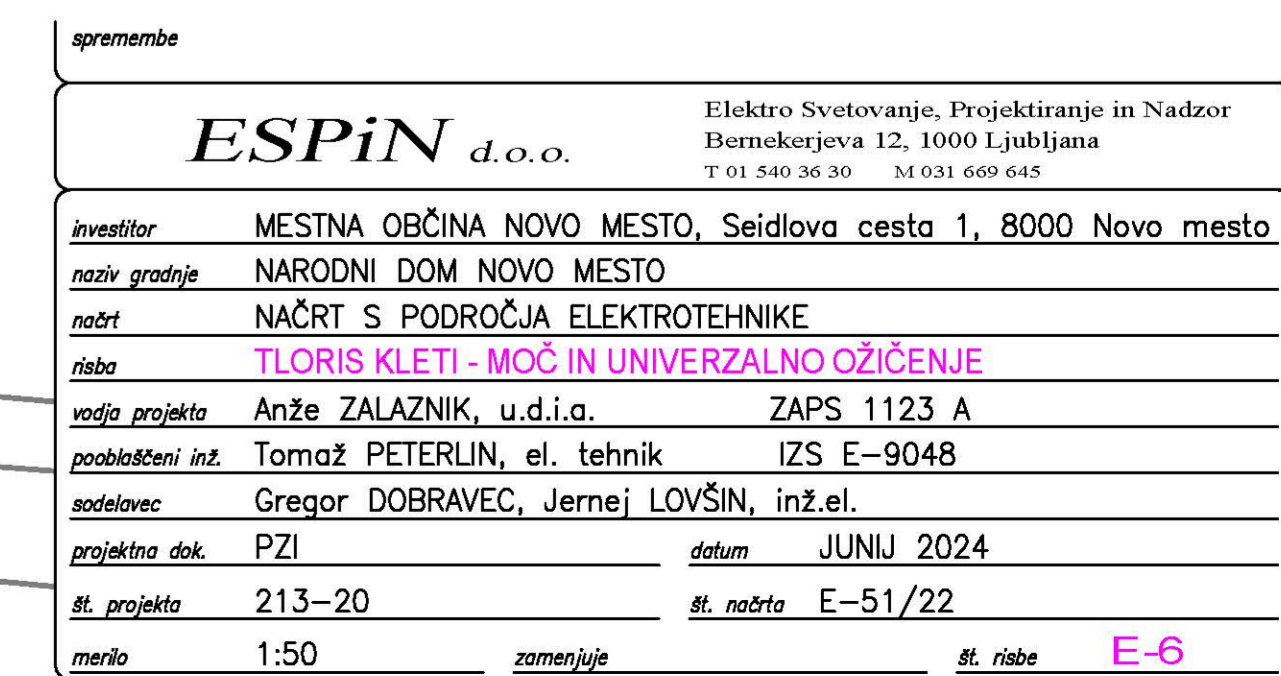 spremembe
ESPiN d.o.o.
Elektro Svetovanje, Projektiranje in Nadzor
Bernekerjeva 12, 1000 Ljubljana
T 01 540 36 30 M 031 669 645
investitor MESTNA OBČINA NOVO MESTO, Seidlova cesta 1, 8000 Novo mesto
naziv gradnje NARODNI DOM NOVO MESTO
načrt NAČRT S PODROČJA ELEKTROTEHNIKE
risba TLORIS KLETI - MOČ IN UNIVERZALNO OŽIČENJE
vodja projekta Anže ZALAZNIK, u.d.i.a. ZAPS 1123 A
pooblaščeni inž. Tomaž PETERLIN, el. tehnik IZS E-9048
sodelavec Gregor DOBRAVEC, Jernej LOVŠIN, inž.el.
projektna dok. PZI datum JUNIJ 2024
št. projekta 213-20 št. načrta E-51/22
merilo 1:50 zamenjuje št. risbe E-6